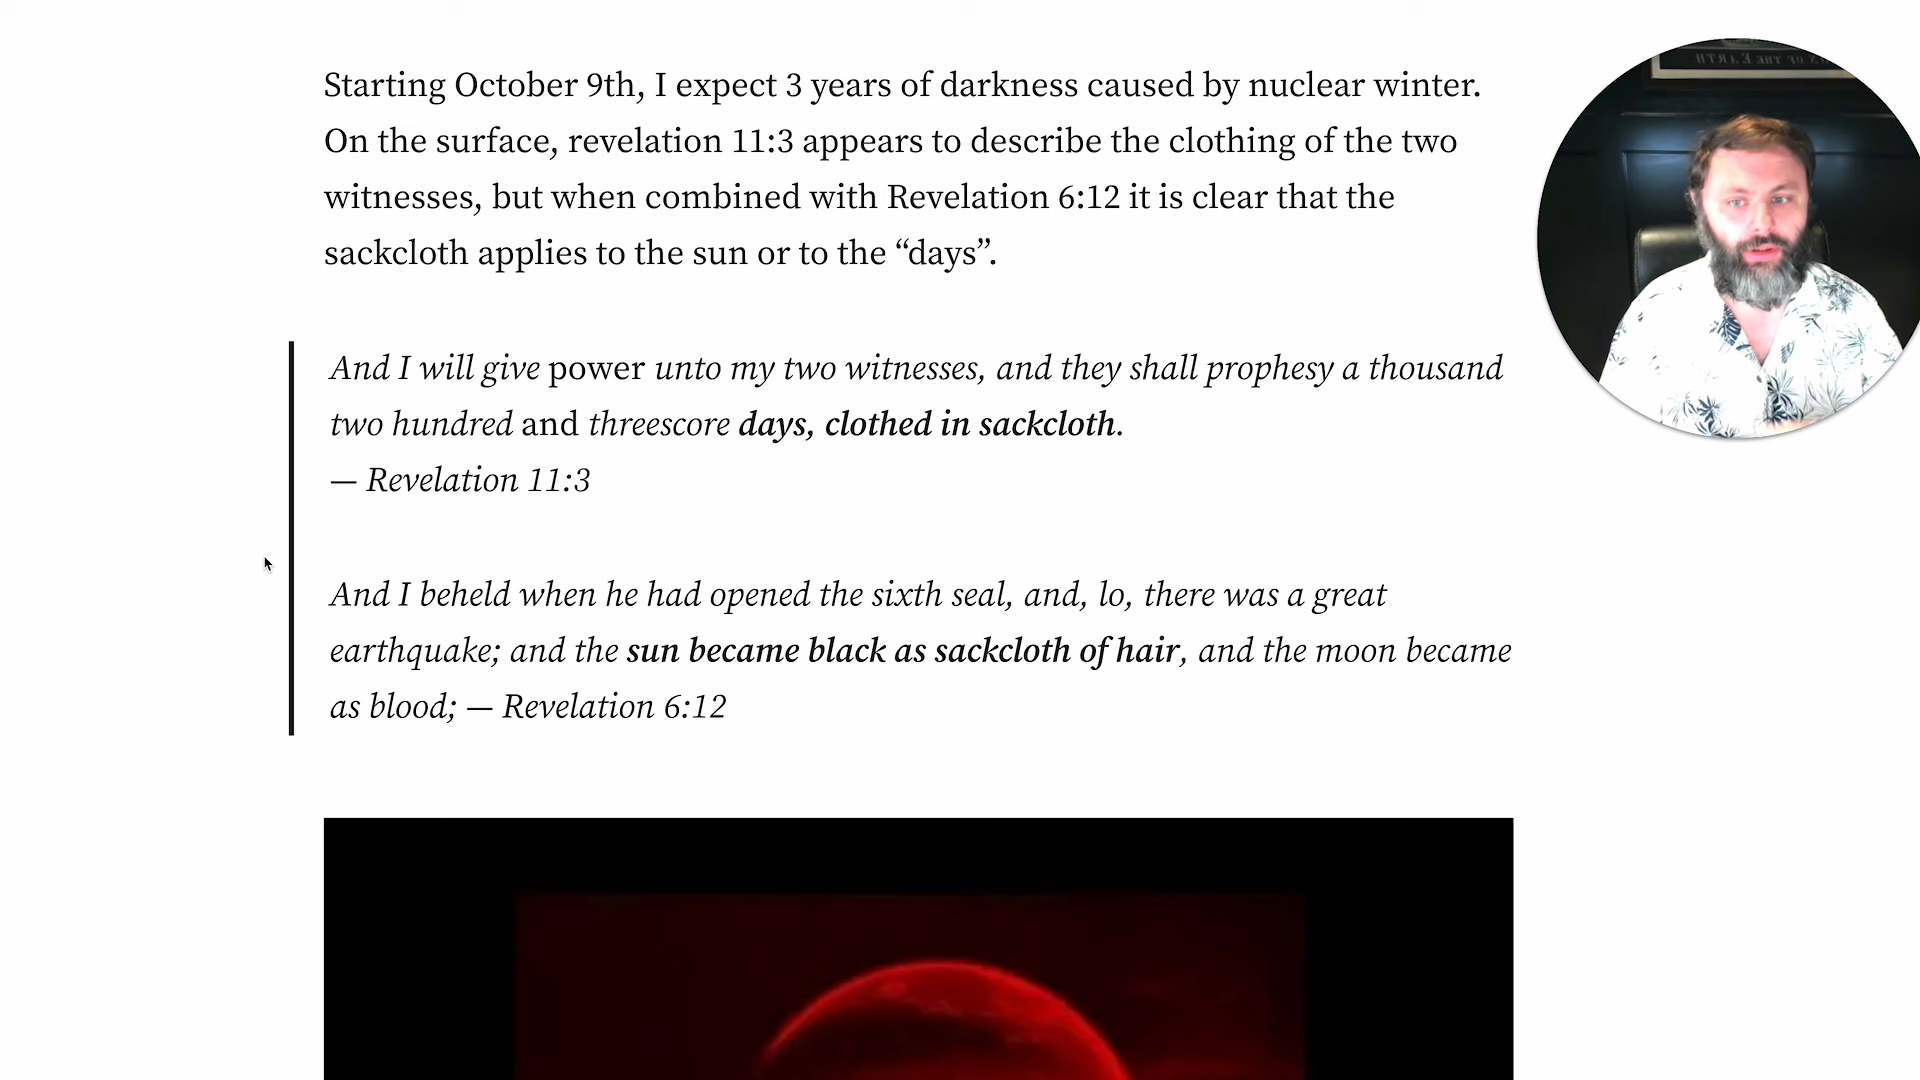 Starting October 9th, I expect 3 years of darkness caused by nuclear winter.
On the surface, revelation 11:3 appears to describe the clothing of the two
witnesses, but when combined with Revelation 6:12 it is clear that the
sackcloth applies to the sun or to the “days”.
And I will give power unto my two witnesses, and they shall prophesy a thousand
two hundred and threescore days, clothed in sackcloth.
— Revelation 11:3
And I beheld when he had opened the sixth seal, and, lo, there was a great
earthquake; and the sun became black as sackcloth of hair, and the moon became
as blood; — Revelation 6:12
OF THE EARTH